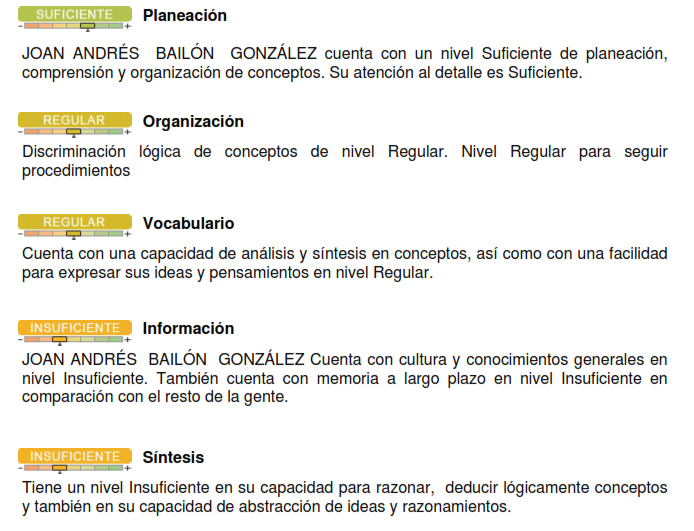 SUFICIENTE Planeación
- +
JOAN ANDRÉS BAILÓN GONZÁLEZ cuenta con un nivel Suficiente de planeación,
comprensión y organización de conceptos. Su atención al detalle es Suficiente.
REGULAR Organización
- +
Discriminación lógica de conceptos de nivel Regular. Nivel Regular para seguir
procedimientos
REGULAR Vocabulario
- +
Cuenta con una capacidad de análisis y síntesis en conceptos, así como con una facilidad
para expresar sus ideas y pensamientos en nivel Regular.
INSUFICIENTE Información
- +
JOAN ANDRÉS BAILÓN GONZÁLEZ Cuenta con cultura y conocimientos generales en
nivel Insuficiente. También cuenta con memoria a largo plazo en nivel Insuficiente en
comparación con el resto de la gente.
INSUFICIENTE Síntesis
- +
Tiene un nivel Insuficiente en su capacidad para razonar, deducir lógicamente conceptos
y también en su capacidad de abstracción de ideas y razonamientos.